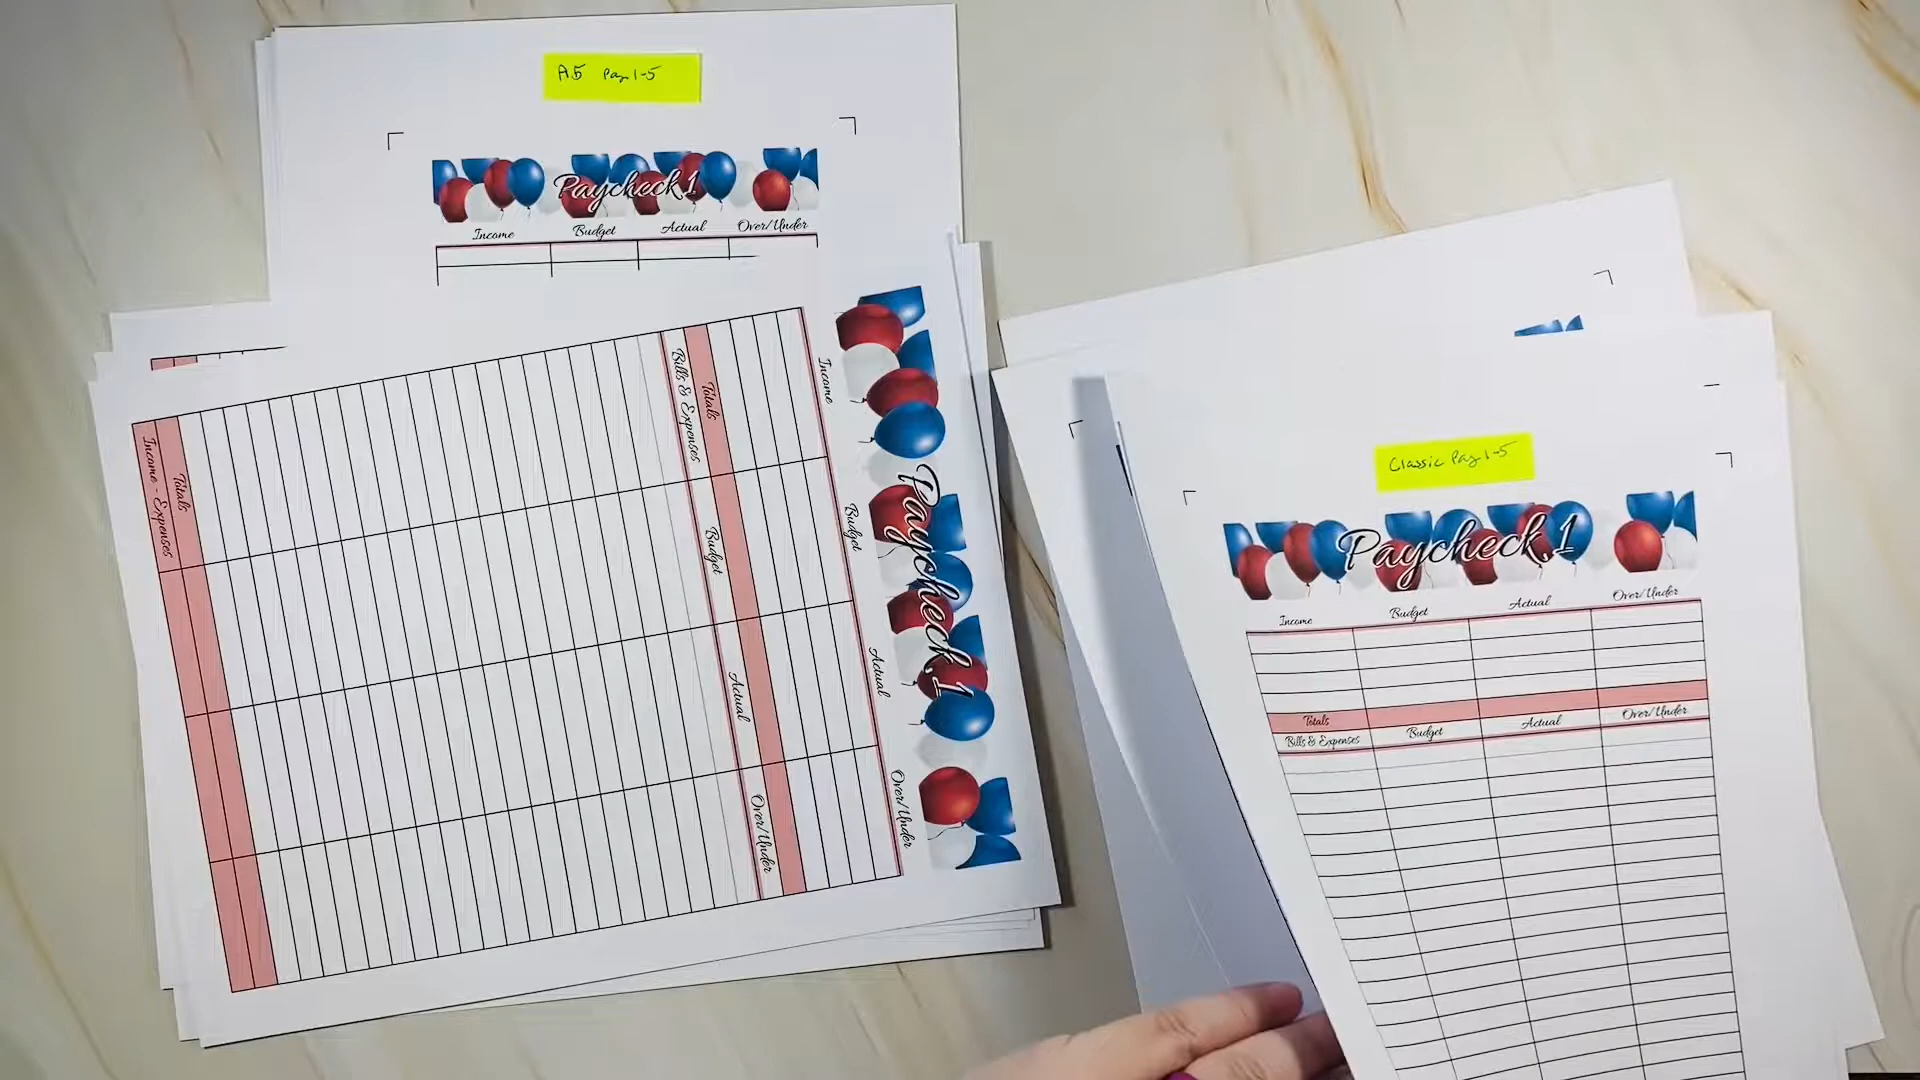 A5 Pay 1-5
Paycheck 1
Income Budget Actual Over/Under
Paycheck 1
Income Budget Actual Over/Under
Totals
Bills & Expenses Budget Actual Over/Under
Totals
Income - Expenses
Classic Pay 1-5
Paycheck 1
Income Budget Actual Over/Under
Totals
Bills & Expenses Budget Actual Over/Under